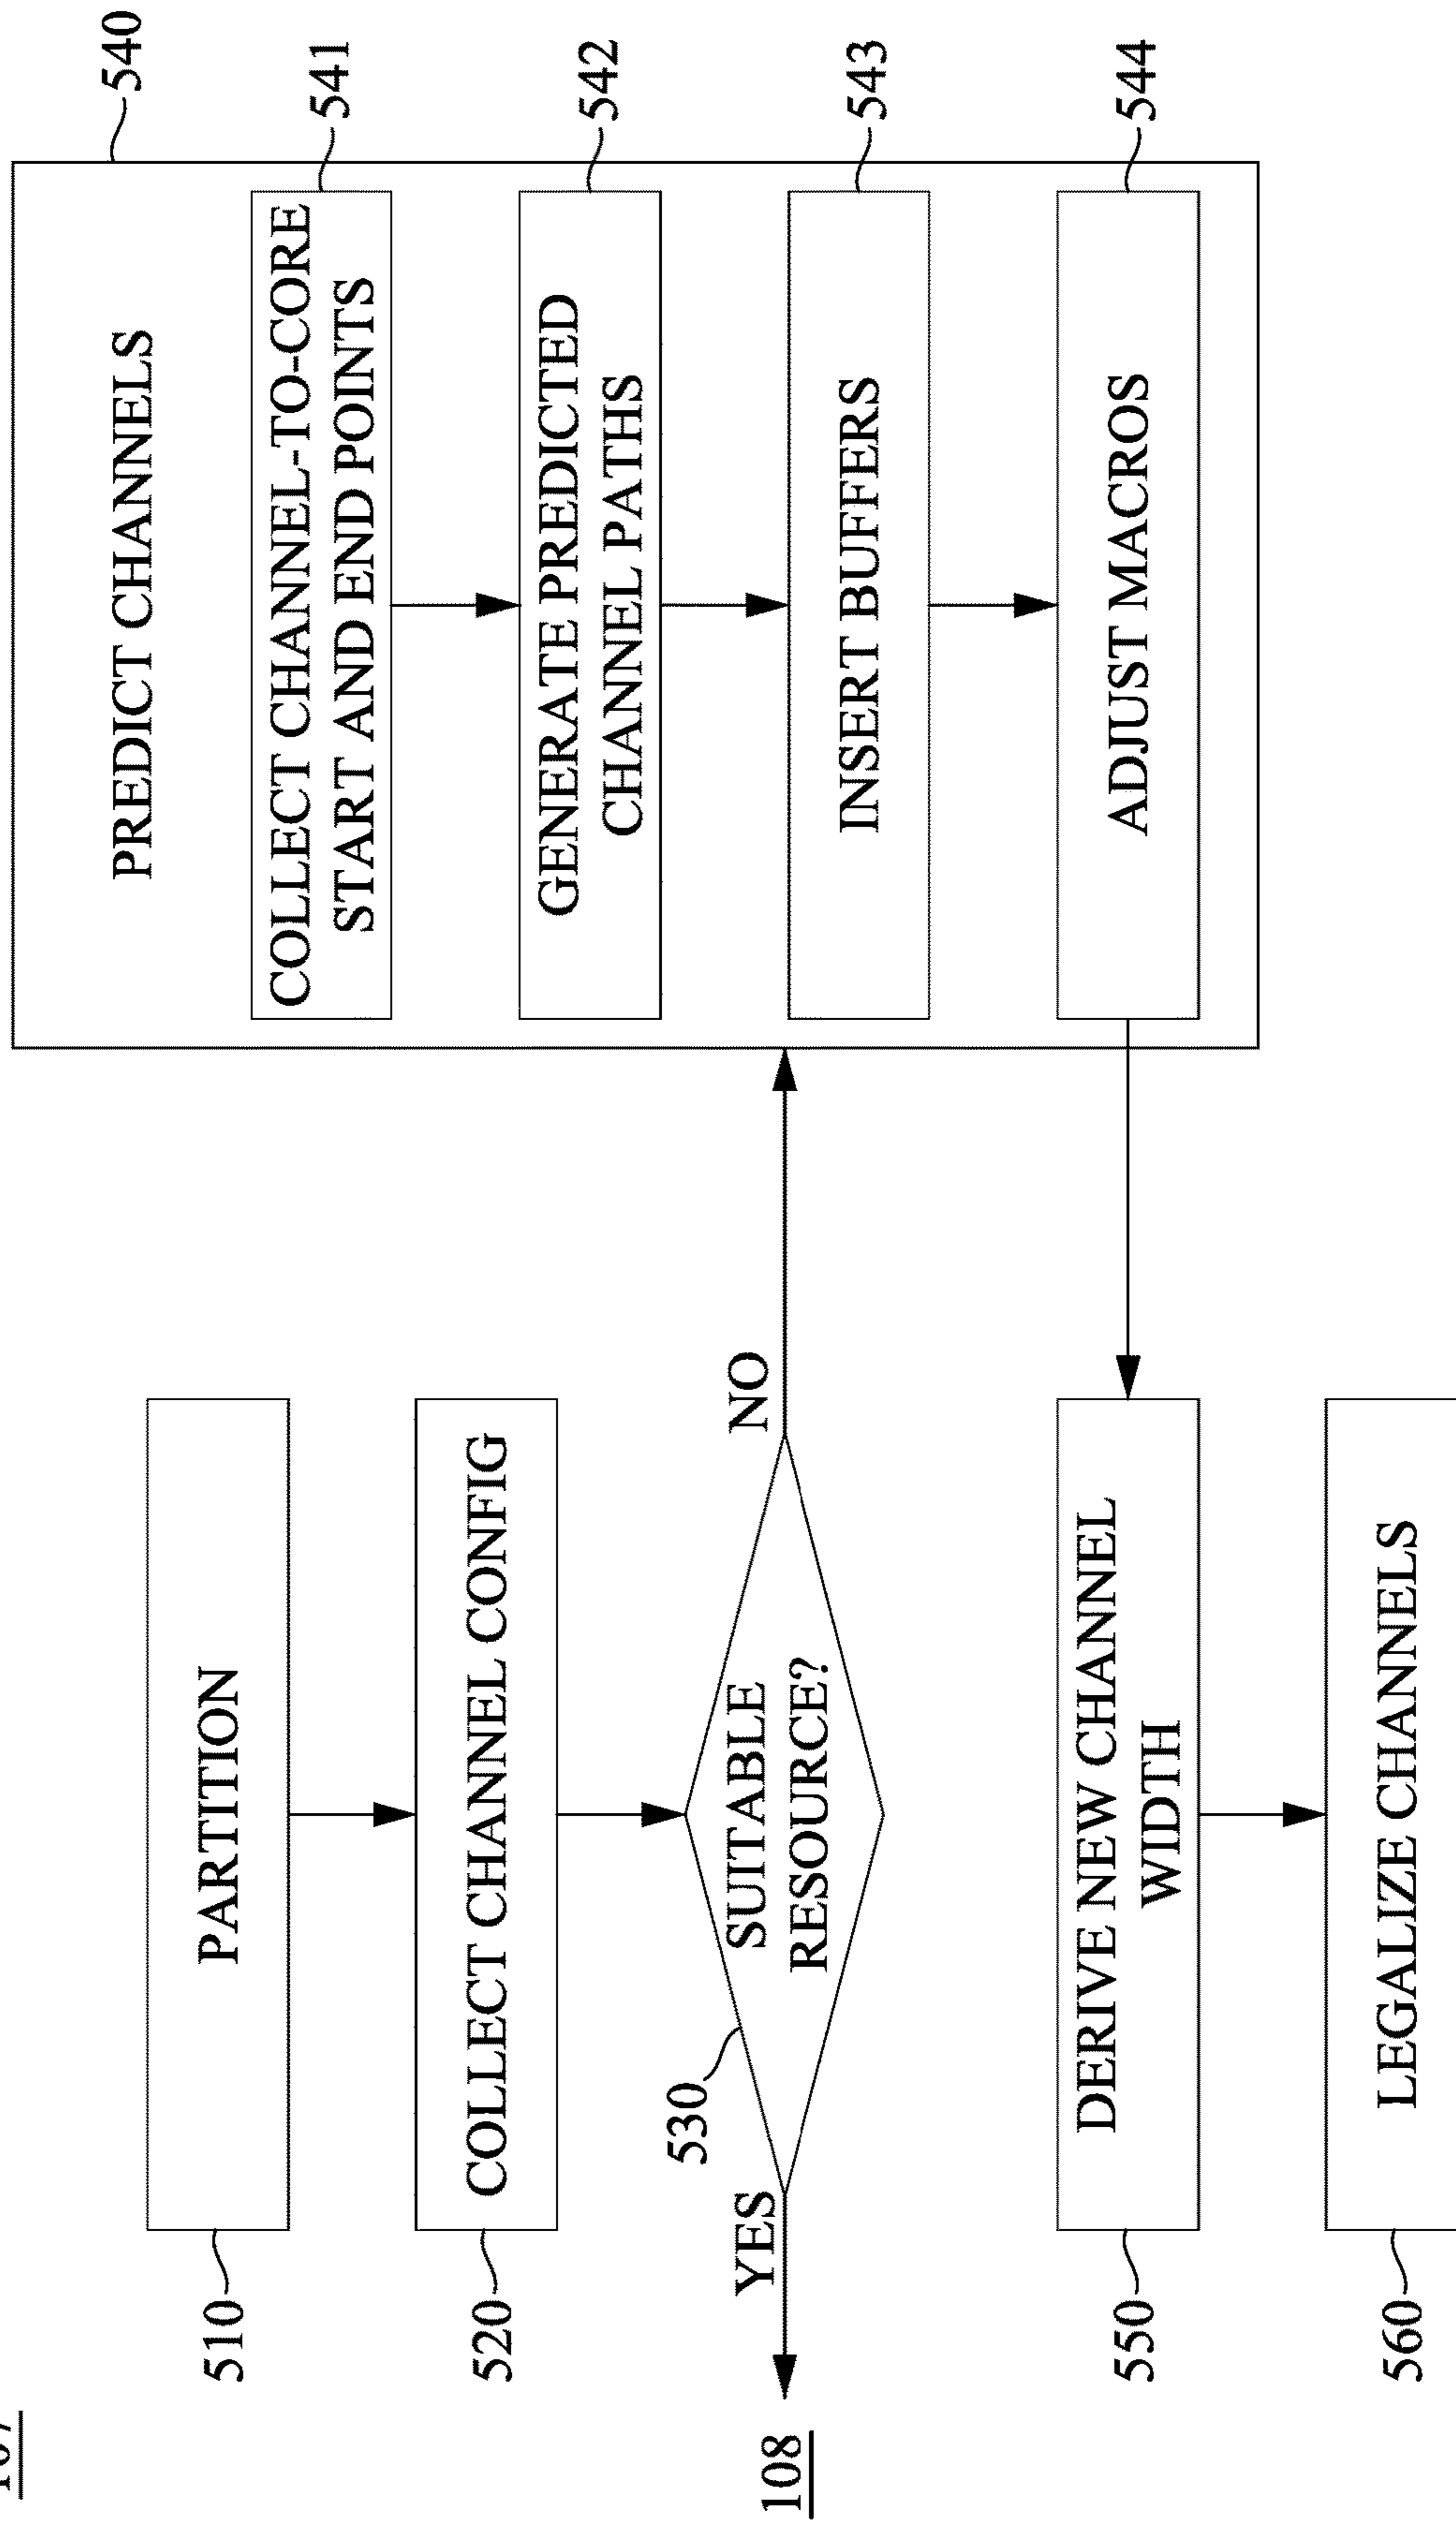 PARTITION
510
COLLECT CHANNEL CONFIG
520
SUITABLE
RESOURCE?
530
YES
NO
108
PREDICT CHANNELS
540
COLLECT CHANNEL-TO-CORE
START AND END POINTS
541
GENERATE PREDICTED
CHANNEL PATHS
542
INSERT BUFFERS
543
ADJUST MACROS
544
DERIVE NEW CHANNEL
WIDTH
550
LEGALIZE CHANNELS
560